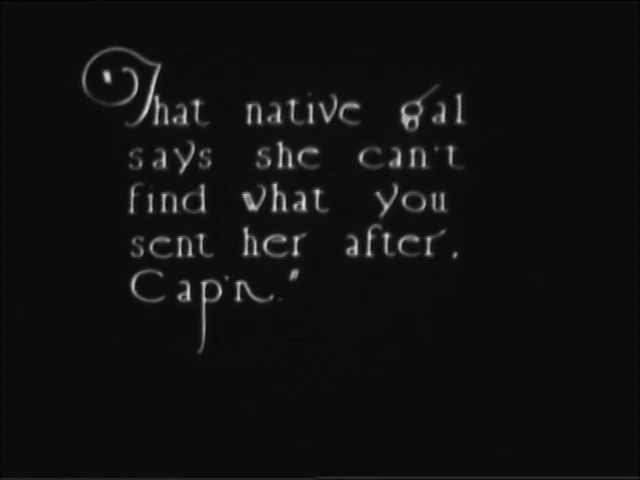 "That native gal
says she can't
find what you
sent her after,
Cap'n."